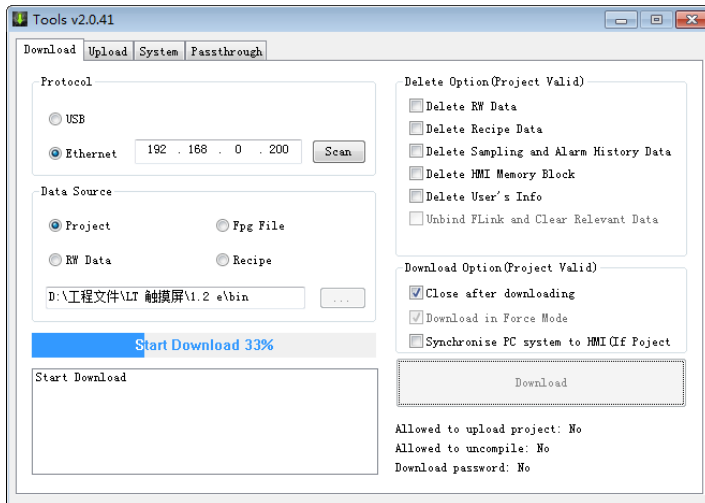 Tools v2.0.41
Download Upload System Passthrough
Protocol
USB
Ethernet 192 . 168 . 0 . 200 Scan
Data Source
Project Fpg File
RW Data Recipe
D:\工程文件\LT 触摸屏\1.2 e\bin ...
Start Download 33%
Start Download
Delete Option(Project Valid)
Delete RW Data
Delete Recipe Data
Delete Sampling and Alarm History Data
Delete HMI Memory Block
Delete User's Info
Unbind FLink and Clear Relevant Data
Download Option(Project Valid)
Close after downloading
Download in Force Mode
Synchronise PC system to HMI(If Poject
Download
Allowed to upload project: No
Allowed to uncompile: No
Download password: No